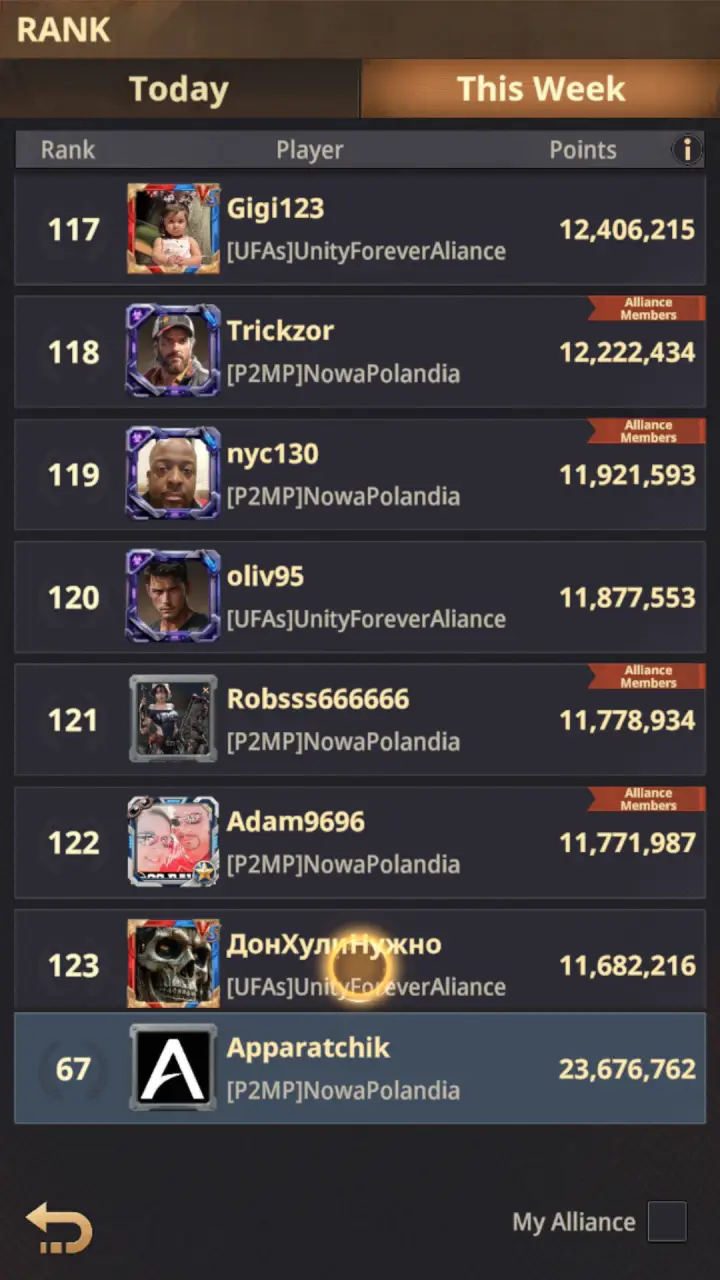 RANK
Today
This Week
Rank
Player
Points
i
117
Gigi123
[UFAs]UnityForeverAlliance
12,406,215
118
Trickzor
[P2MP]NowaPolandia
Alliance
Members
12,222,434
119
nyc130
[P2MP]NowaPolandia
Alliance
Members
11,921,593
120
oliv95
[UFAs]UnityForeverAlliance
11,877,553
121
Robsss666666
[P2MP]NowaPolandia
Alliance
Members
11,778,934
122
Adam9696
[P2MP]NowaPolandia
Alliance
Members
11,771,987
123
ДонХулиНужно
[UFAs]UnityForeverAlliance
11,682,216
67
Apparatchik
[P2MP]NowaPolandia
23,676,762
My Alliance